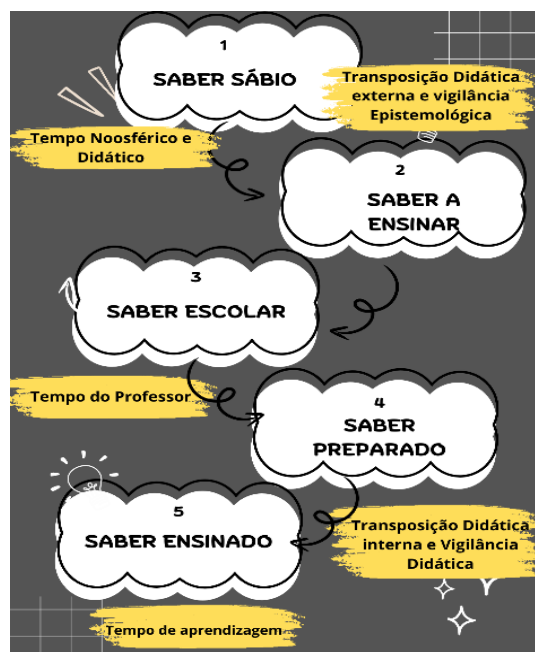 1
SABER SÁBIO
Transposição Didática
externa e vigilância
Epistemológica
Tempo Noosférico e
Didático
2
SABER A
ENSINAR
3
SABER ESCOLAR
Tempo do Professor
4
SABER
PREPARADO
5
SABER ENSINADO
Transposição Didática
interna e Vigilância
Didática
Tempo de aprendizagem